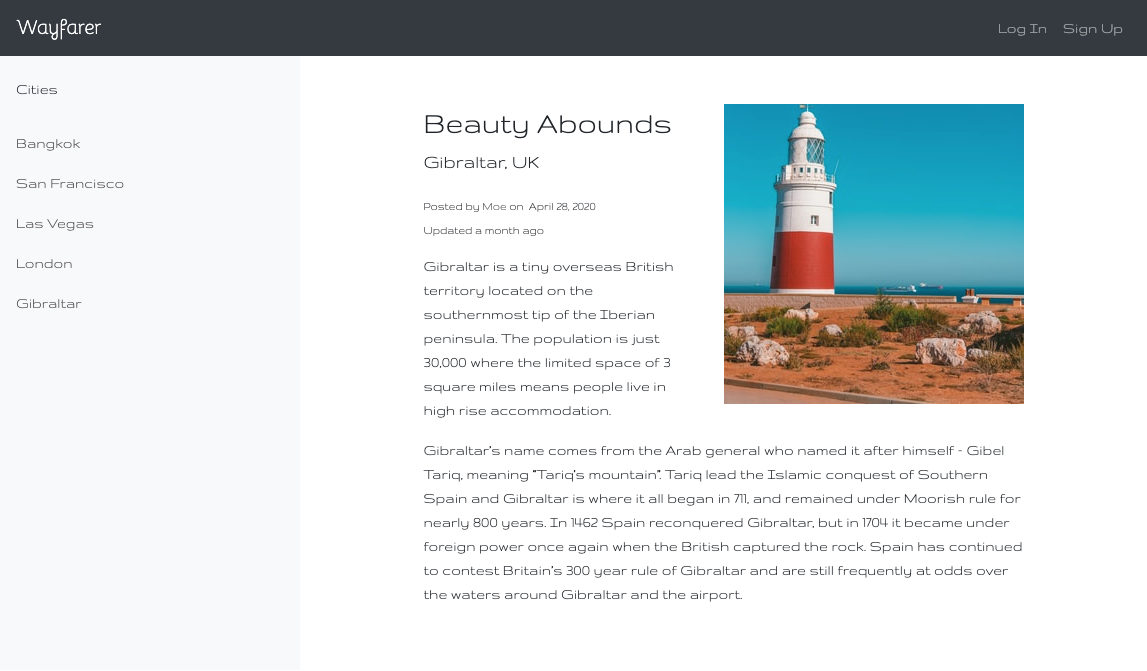 Wayfarer
Log In
Sign Up
Cities
Bangkok
San Francisco
Las Vegas
London
Gibraltar
Beauty Abounds
Gibraltar, UK
Posted by Moe on April 28, 2020
Updated a month ago
Gibraltar is a tiny overseas British
territory located on the
southernmost tip of the Iberian
peninsula. The population is just
30,000 where the limited space of 3
square miles means people live in
high rise accommodation.
Gibraltar's name comes from the Arab general who named it after himself - Gibel
Tariq, meaning "Tariq's mountain". Tariq lead the Islamic conquest of Southern
Spain and Gibraltar is where it all began in 711, and remained under Moorish rule for
nearly 800 years. In 1462 Spain reconquered Gibraltar, but in 1704 it became under
foreign power once again when the British captured the rock. Spain has continued
to contest Britain's 300 year rule of Gibraltar and are still frequently at odds over
the waters around Gibraltar and the airport.